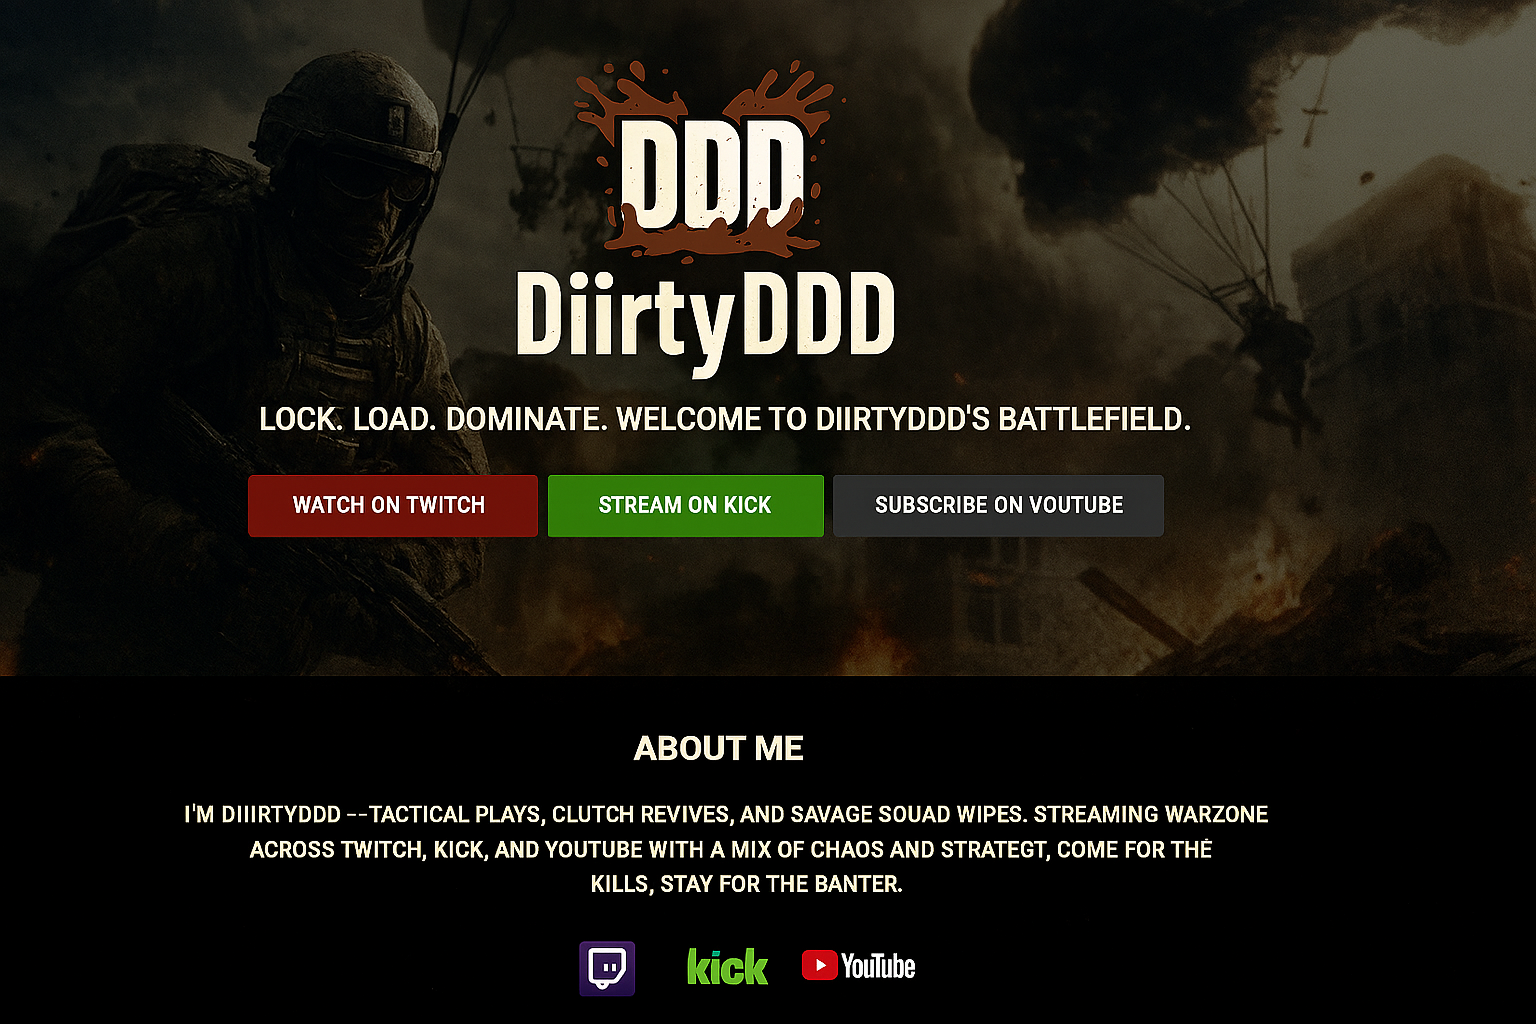 DDD
DiirtyDDD
LOCK. LOAD. DOMINATE. WELCOME TO DIIRTYDDD'S BATTLEFIELD.
WATCH ON TWITCH
STREAM ON KICK
SUBSCRIBE ON VOUTUBE
ABOUT ME
I'M DIIIRTYDDD --TACTICAL PLAYS, CLUTCH REVIVES, AND SAVAGE SOUAD WIPES. STREAMING WARZONE
ACROSS TWITCH, KICK, AND YOUTUBE WITH A MIX OF CHAOS AND STRATEGT, COME FOR THĖ
KILLS, STAY FOR THE BANTER.
kick
YouTube